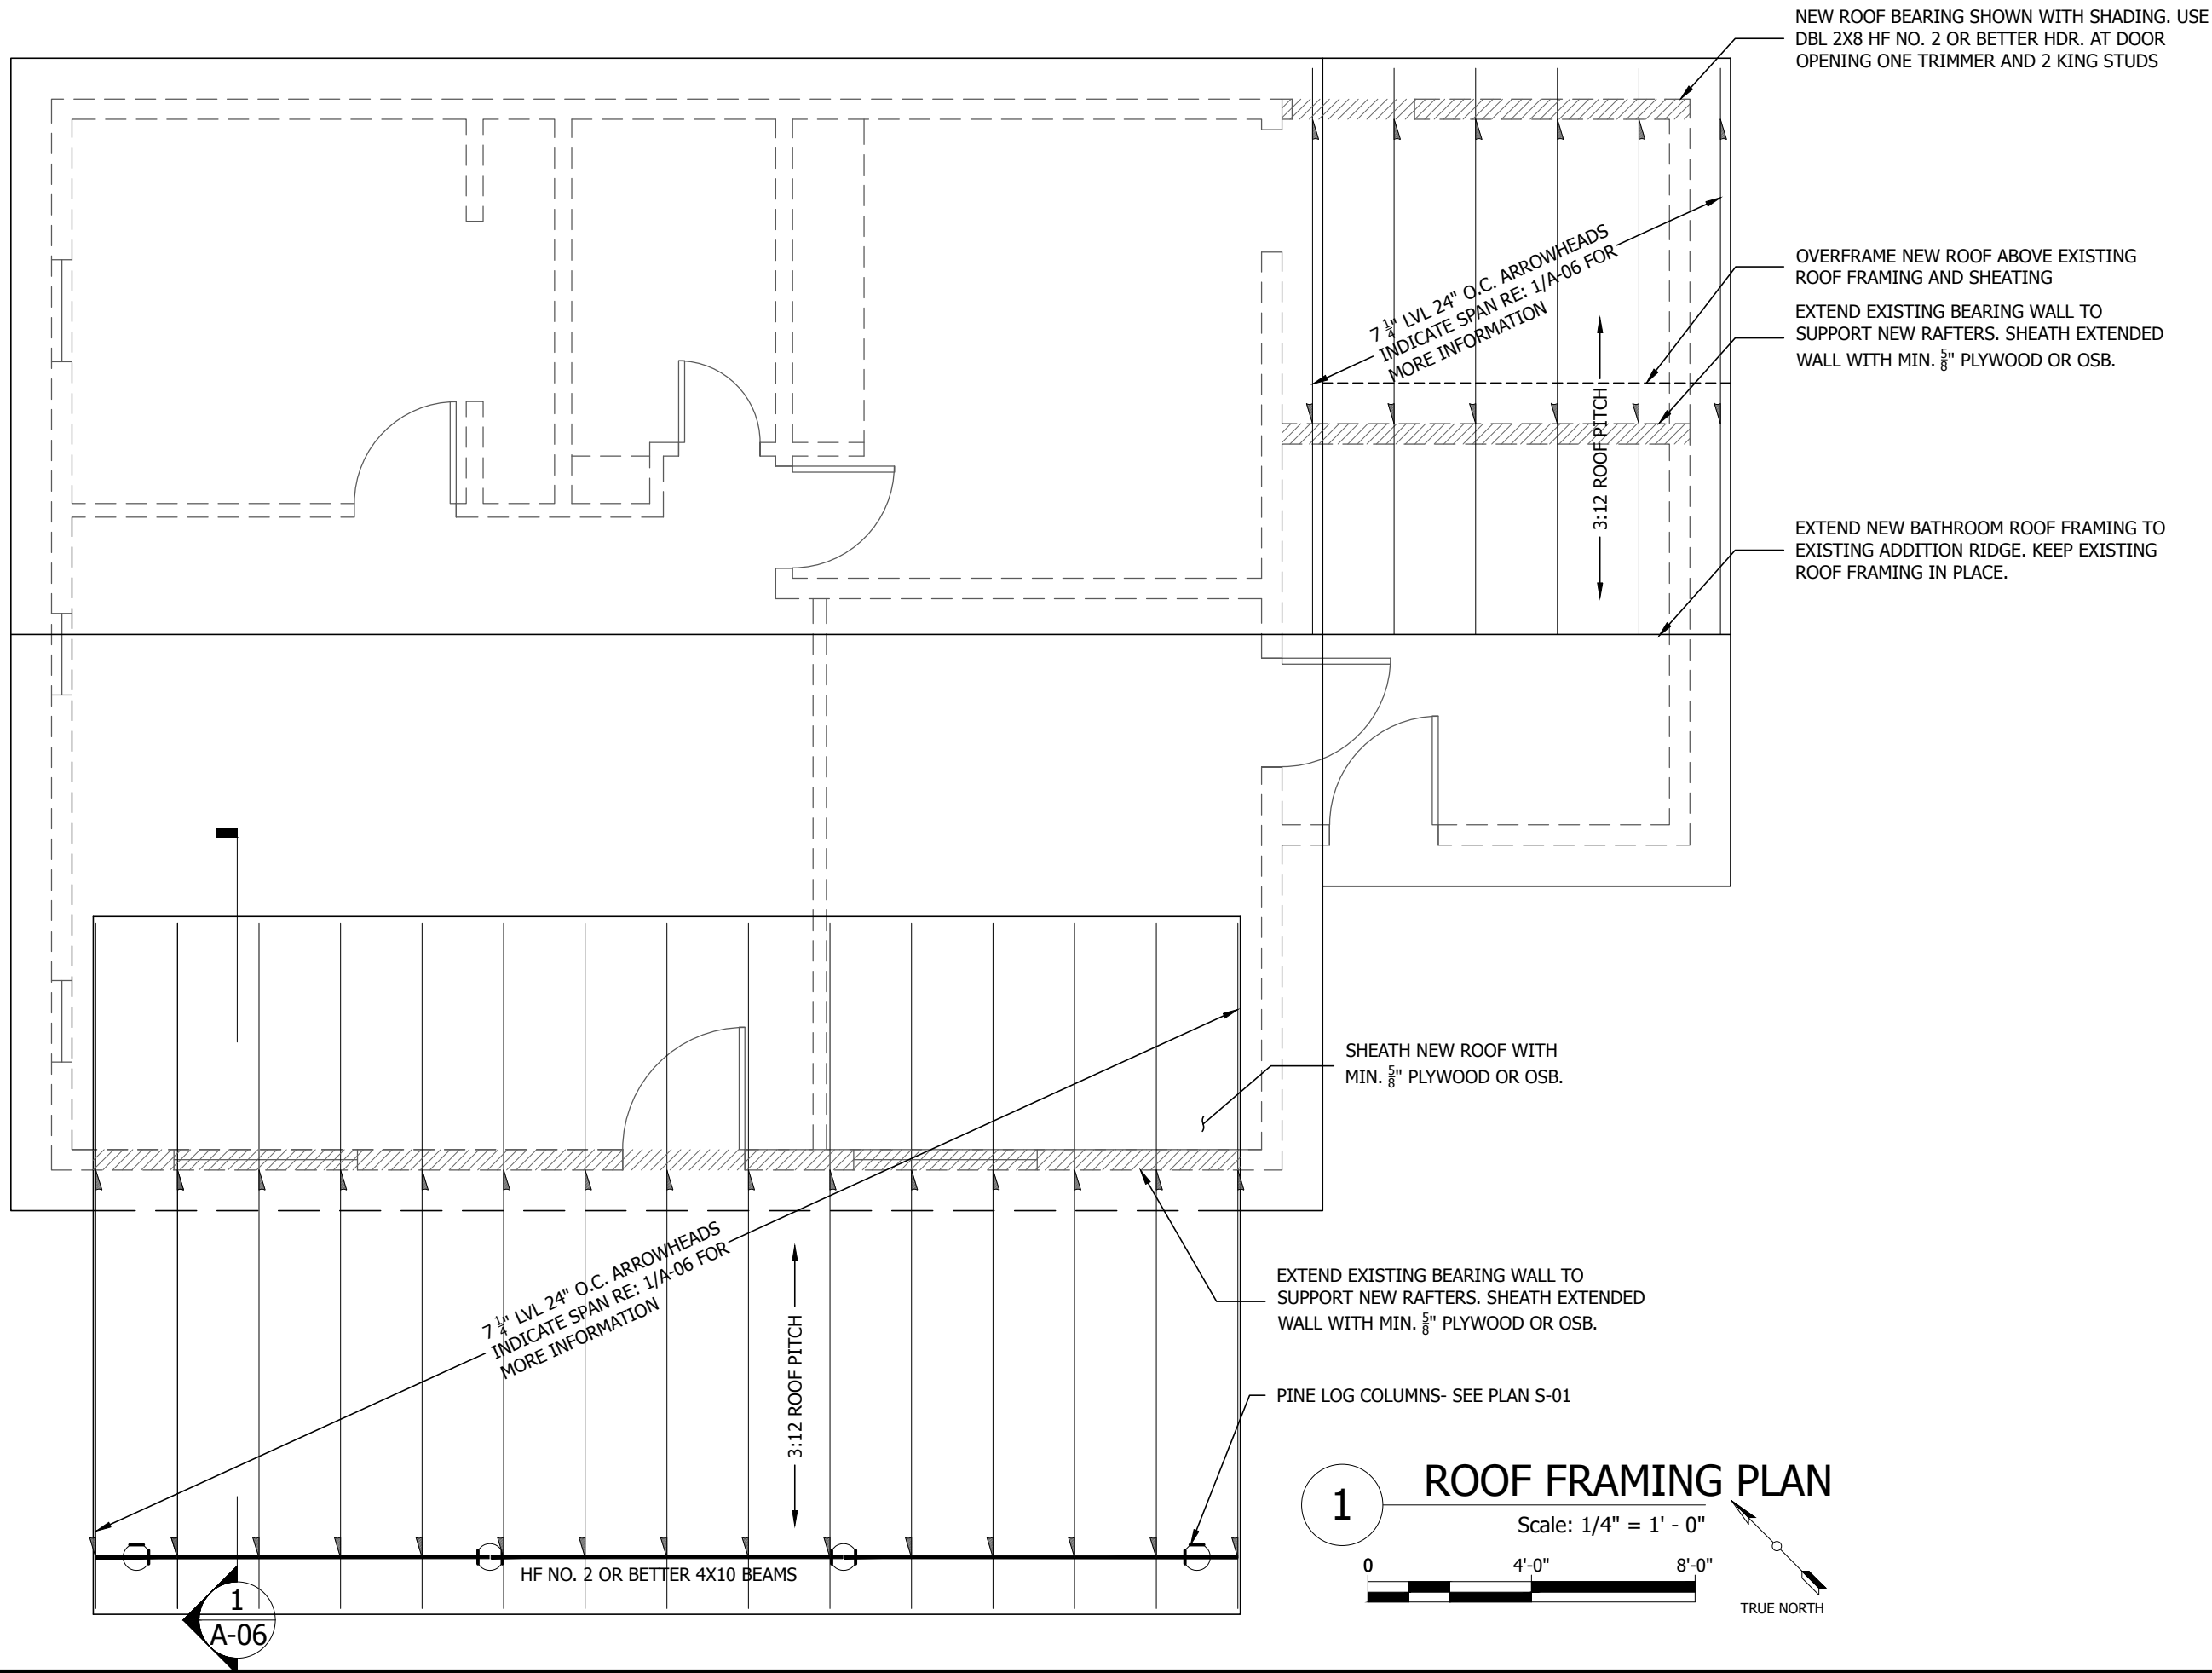 NEW ROOF BEARING SHOWN WITH SHADING. USE
DBL 2X8 HF NO. 2 OR BETTER HDR. AT DOOR
OPENING ONE TRIMMER AND 2 KING STUDS
OVERFRAME NEW ROOF ABOVE EXISTING
ROOF FRAMING AND SHEATING
EXTEND EXISTING BEARING WALL TO
SUPPORT NEW RAFTERS. SHEATH EXTENDED
WALL WITH MIN. 5/8" PLYWOOD OR OSB.
7 1/4" LVL 24" O.C. ARROWHEADS
INDICATE SPAN RE: 1/A-06 FOR
MORE INFORMATION
3:12 ROOF PITCH
EXTEND NEW BATHROOM ROOF FRAMING TO
EXISTING ADDITION RIDGE. KEEP EXISTING
ROOF FRAMING IN PLACE.
SHEATH NEW ROOF WITH
MIN. 5/8" PLYWOOD OR OSB.
7 1/4" LVL 24" O.C. ARROWHEADS
INDICATE SPAN RE: 1/A-06 FOR
MORE INFORMATION
3:12 ROOF PITCH
EXTEND EXISTING BEARING WALL TO
SUPPORT NEW RAFTERS. SHEATH EXTENDED
WALL WITH MIN. 5/8" PLYWOOD OR OSB.
PINE LOG COLUMNS- SEE PLAN S-01
HF NO. 2 OR BETTER 4X10 BEAMS
1
A-06
1
ROOF FRAMING PLAN
Scale: 1/4" = 1' - 0"
0 4'-0" 8'-0"
TRUE NORTH